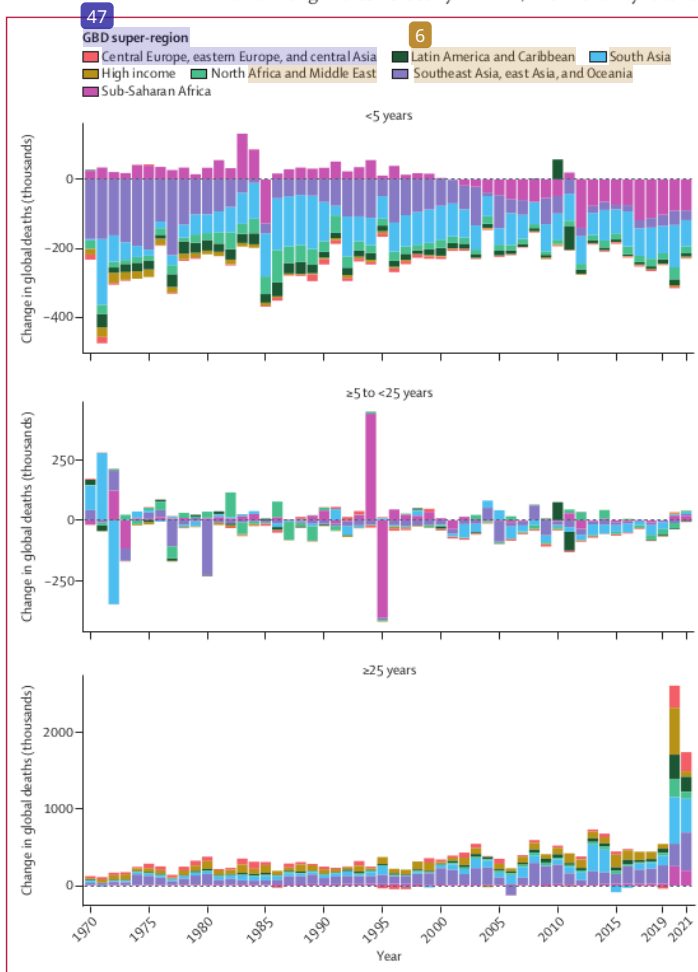 47
6
GBD super-region
Central Europe, eastern Europe, and central Asia Latin America and Caribbean South Asia
High income North Africa and Middle East Southeast Asia, east Asia, and Oceania
Sub-Saharan Africa
<5 years
Change in global deaths (thousands)
0
−200
−400
≥5 to <25 years
Change in global deaths (thousands)
250
0
−250
≥25 years
Change in global deaths (thousands)
2000
1000
0
1970 1975 1980 1985 1990 1995 2000 2005 2010 2015 2019 2021
Year